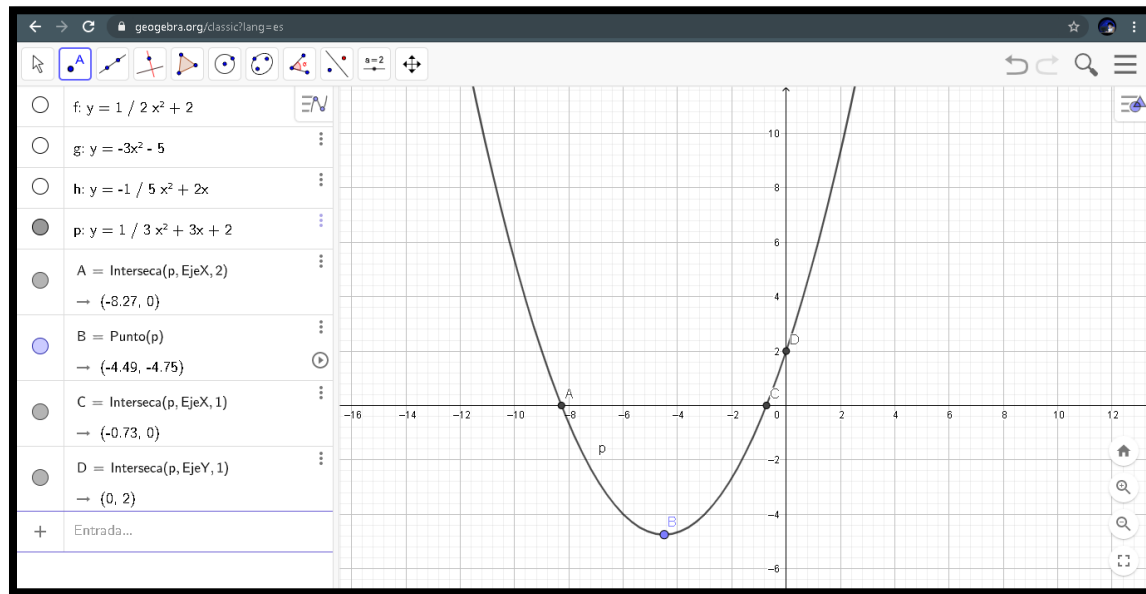 geogebra.org/classic?lang=es
A
a=2
f: y = 1 / 2 x² + 2
g: y = -3x² - 5
h: y = -1 / 5 x² + 2x
p: y = 1 / 3 x² + 3x + 2
A = Interseca(p, EjeX, 2)
→ (-8.27, 0)
B = Punto(p)
→ (-4.49, -4.75)
C = Interseca(p, EjeX, 1)
→ (-0.73, 0)
D = Interseca(p, EjeY, 1)
→ (0, 2)
+ Entrada...
10
8
6
4
2
D
A
C
−16 −14 −12 −10 −8 −6 −4 −2 0 2 4 6 8 10 12
p
−2
−4
B
−6